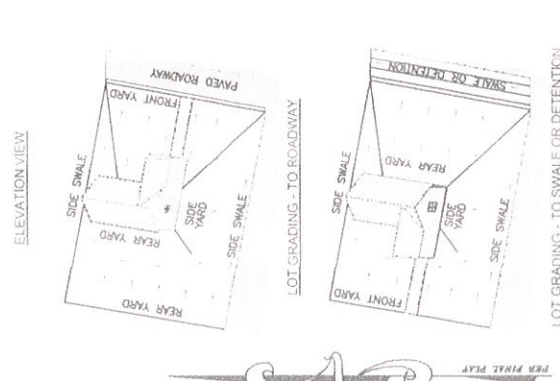 ELEVATION VIEW
PAVED ROADWAY
FRONT YARD
SIDE SWALE
REAR YARD
SIDE YARD
SIDE SWALE
REAR YARD
LOT GRADING - TO ROADWAY
SWALE OR DETENTION
REAR YARD
SIDE SWALE
SIDE YARD
SIDE SWALE
FRONT YARD
LOT GRADING - TO SWALE OR DETENTION
PER FINAL PLAT